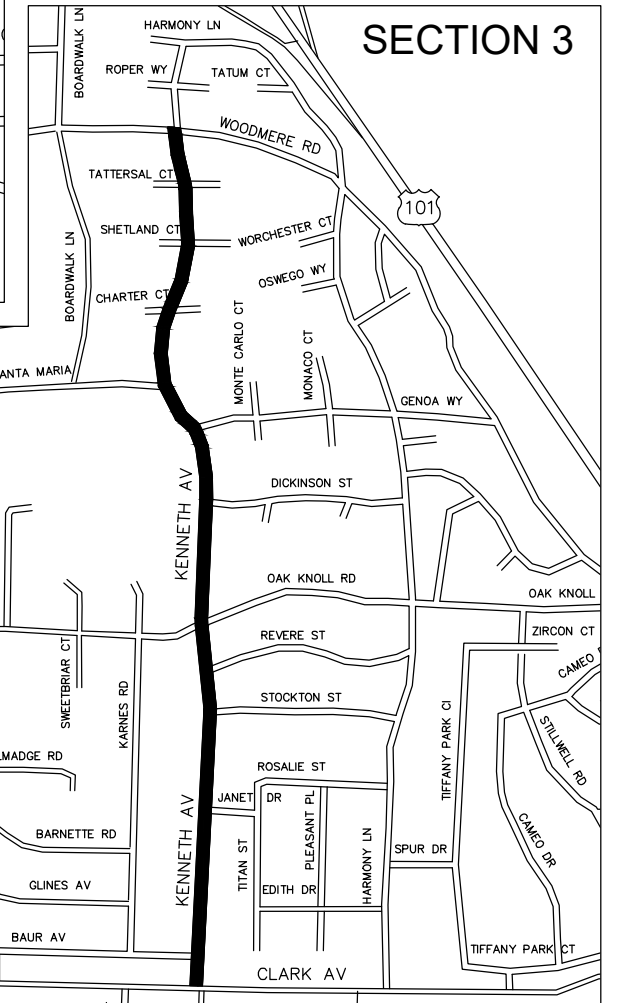 HARMONY LN
SECTION 3
BOARDWALK LN
ROPER WY
TATUM CT
WOODMERE RD
TATTERSAL CT
101
SHETLAND CT
WORCHESTER CT
BOARDWALK LN
OSWEGO WY
CHARTER CT
MONTE CARLO CT
MONACO CT
ANTA MARIA
GENOA WY
KENNETH AV
DICKINSON ST
OAK KNOLL RD
OAK KNOLL
REVERE ST
ZIRCON CT
CAMEO
SWEETBRIAR CT
KARNES RD
STOCKTON ST
TIFFANY PARK CI
STILLWELL RD
LMADGE RD
ROSALIE ST
KENNETH AV
JANET DR
PLEASANT PL
BARNETTE RD
TITAN ST
HARMONY LN
SPUR DR
CAMEO DR
GLINES AV
EDITH DR
BAUR AV
TIFFANY PARK CT
CLARK AV